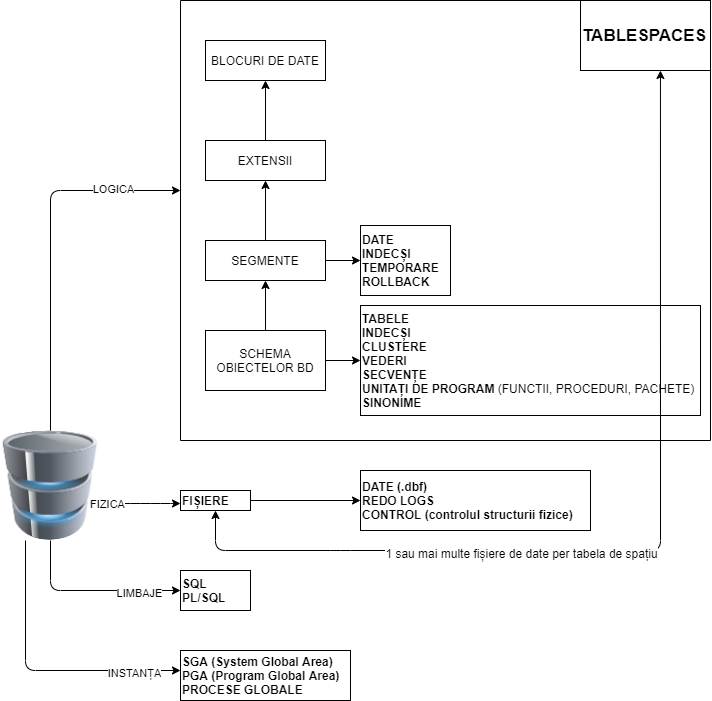 TABLESPACES
BLOCURI DE DATE
EXTENSII
LOGICA
SEGMENTE
DATE
INDECȘI
TEMPORARE
ROLLBACK
SCHEMA
OBIECTELOR BD
TABELE
INDECȘI
CLUSTERE
VEDERI
SECVENȚE
UNITAȚI DE PROGRAM (FUNCTII, PROCEDURI, PACHETE)
SINONIME
FIZICA
FIȘIERE
DATE (.dbf)
REDO LOGS
CONTROL (controlul structurii fizice)
1 sau mai multe fișiere de date per tabela de spațiu
LIMBAJE
SQL
PL/SQL
INSTANȚA
SGA (System Global Area)
PGA (Program Global Area)
PROCESE GLOBALE